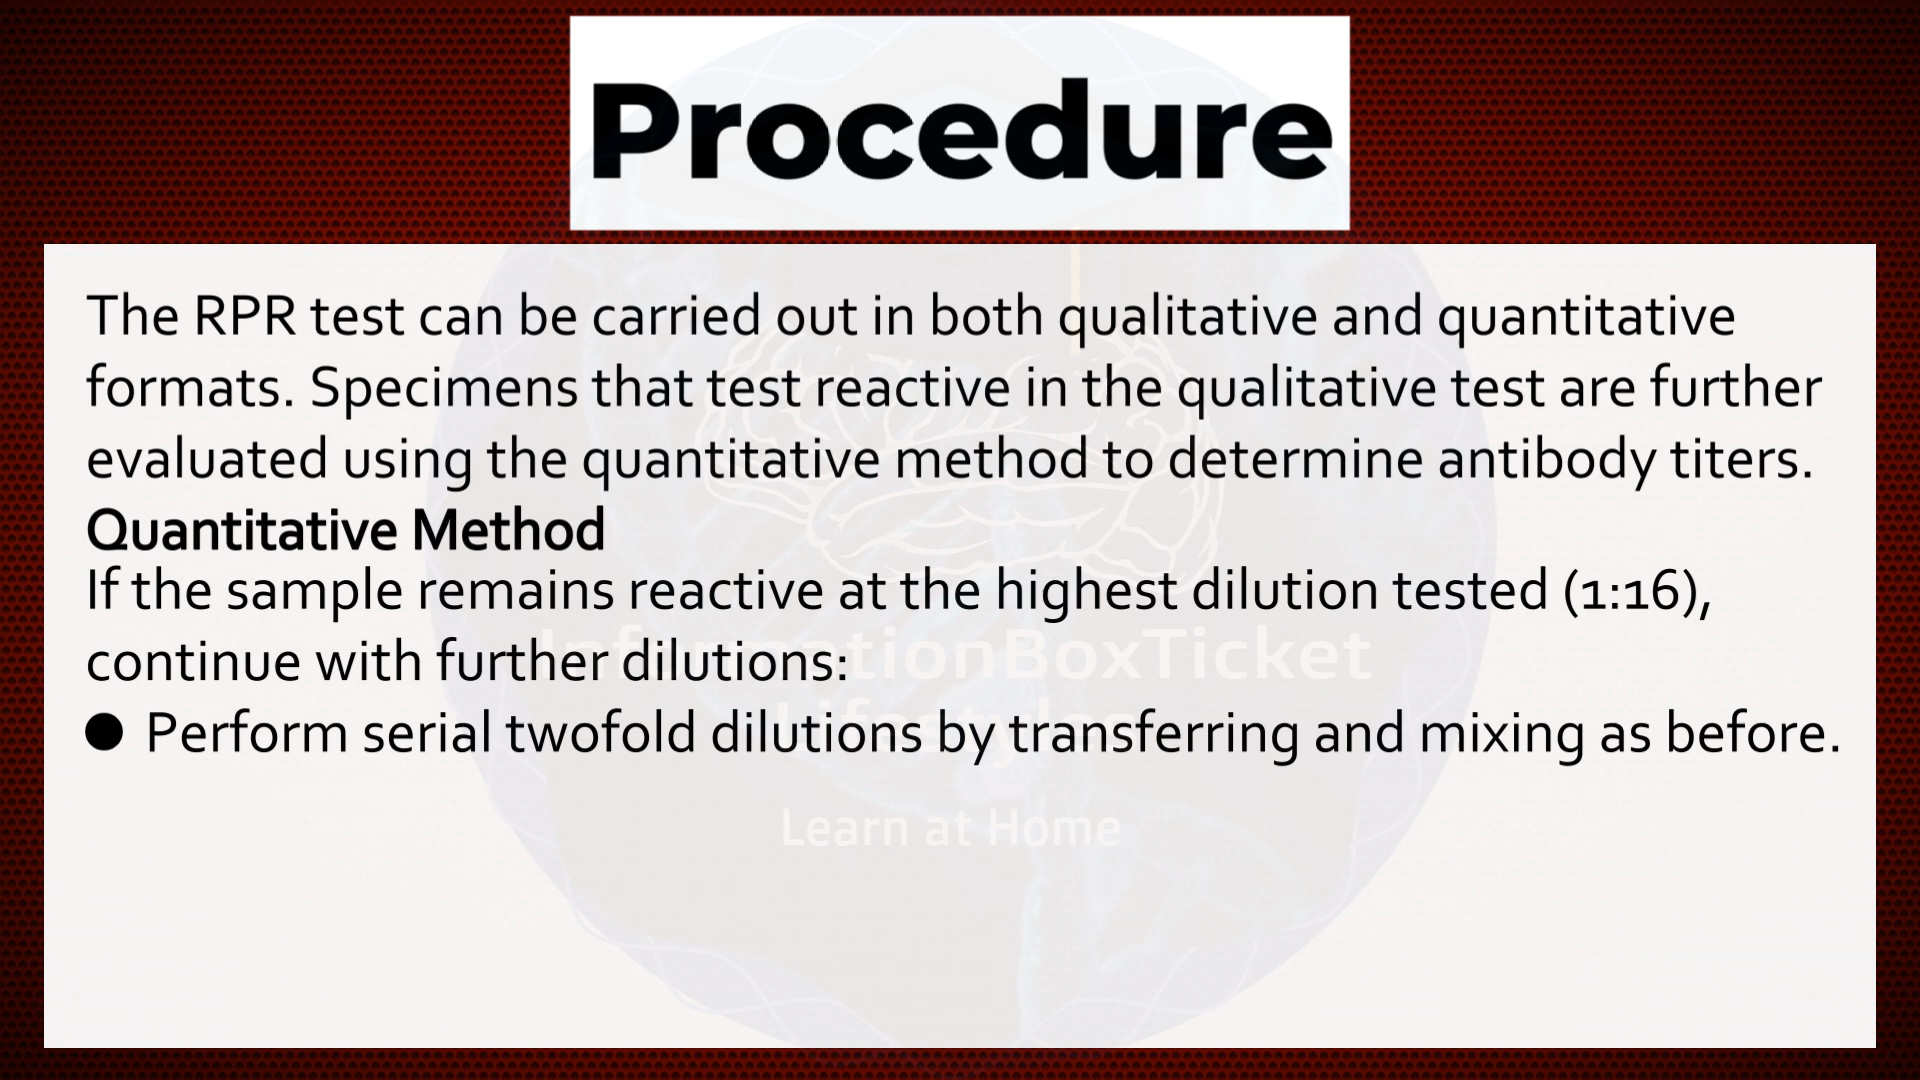 Procedure
The RPR test can be carried out in both qualitative and quantitative
formats. Specimens that test reactive in the qualitative test are further
evaluated using the quantitative method to determine antibody titers.
Quantitative Method
If the sample remains reactive at the highest dilution tested (1:16),
continue with further dilutions:
● Perform serial twofold dilutions by transferring and mixing as before.
InformationBoxTicket
Lifestyles
Learn at Home